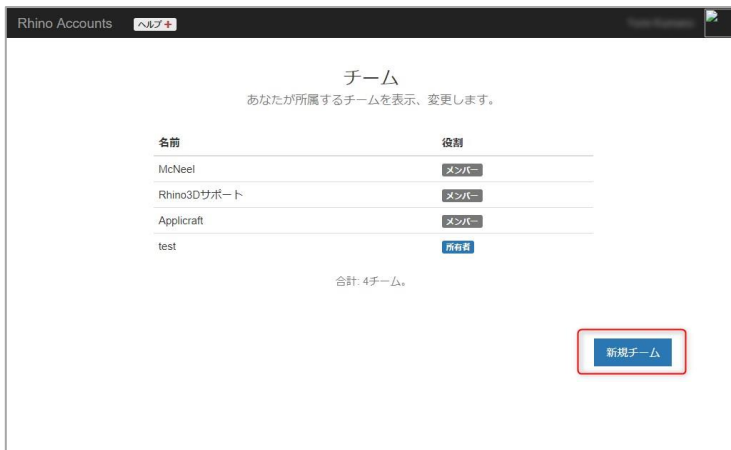 Rhino Accounts ヘルプ+
チーム
あなたが所属するチームを表示、変更します。
名前 役割
McNeel メンバー
Rhino3Dサポート メンバー
Applicraft メンバー
test 所有者
合計: 4チーム。
新規チーム